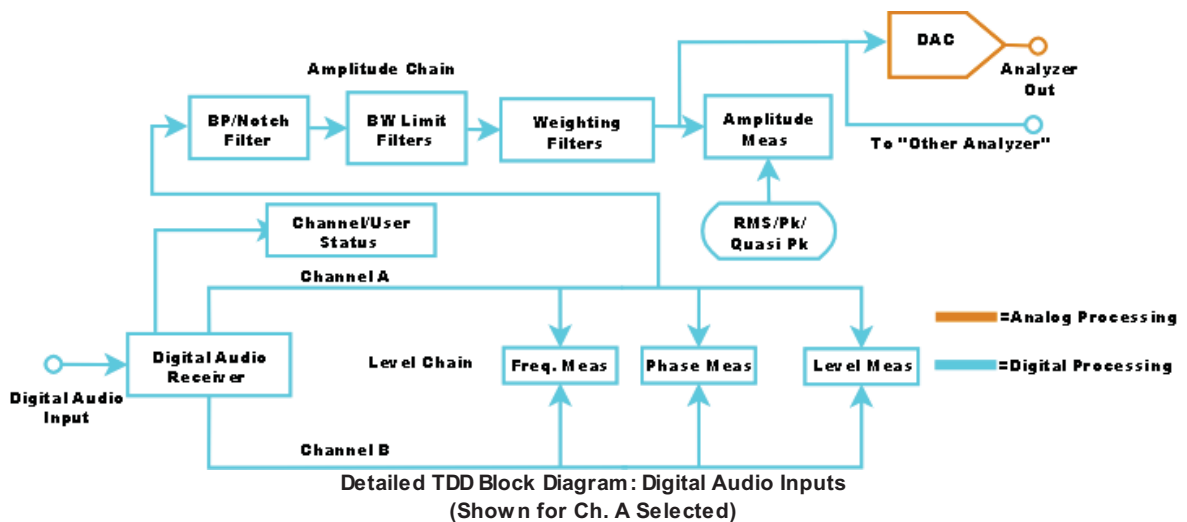 DAC
Analyzer
Out
Amplitude Chain
BP/Notch
Filter
BW Limit
Filters
Weighting
Filters
Amplitude
Meas
To "Other Analyzer"
Channel/User
Status
RMS/Pk/
Quasi Pk
Channel A
=Analog Processing
Digital Audio
Receiver
Level Chain
Freq. Meas
Phase Meas
Level Meas
=Digital Processing
Digital Audio
Input
Channel B
Detailed TDD Block Diagram: Digital Audio Inputs
(Shown for Ch. A Selected)